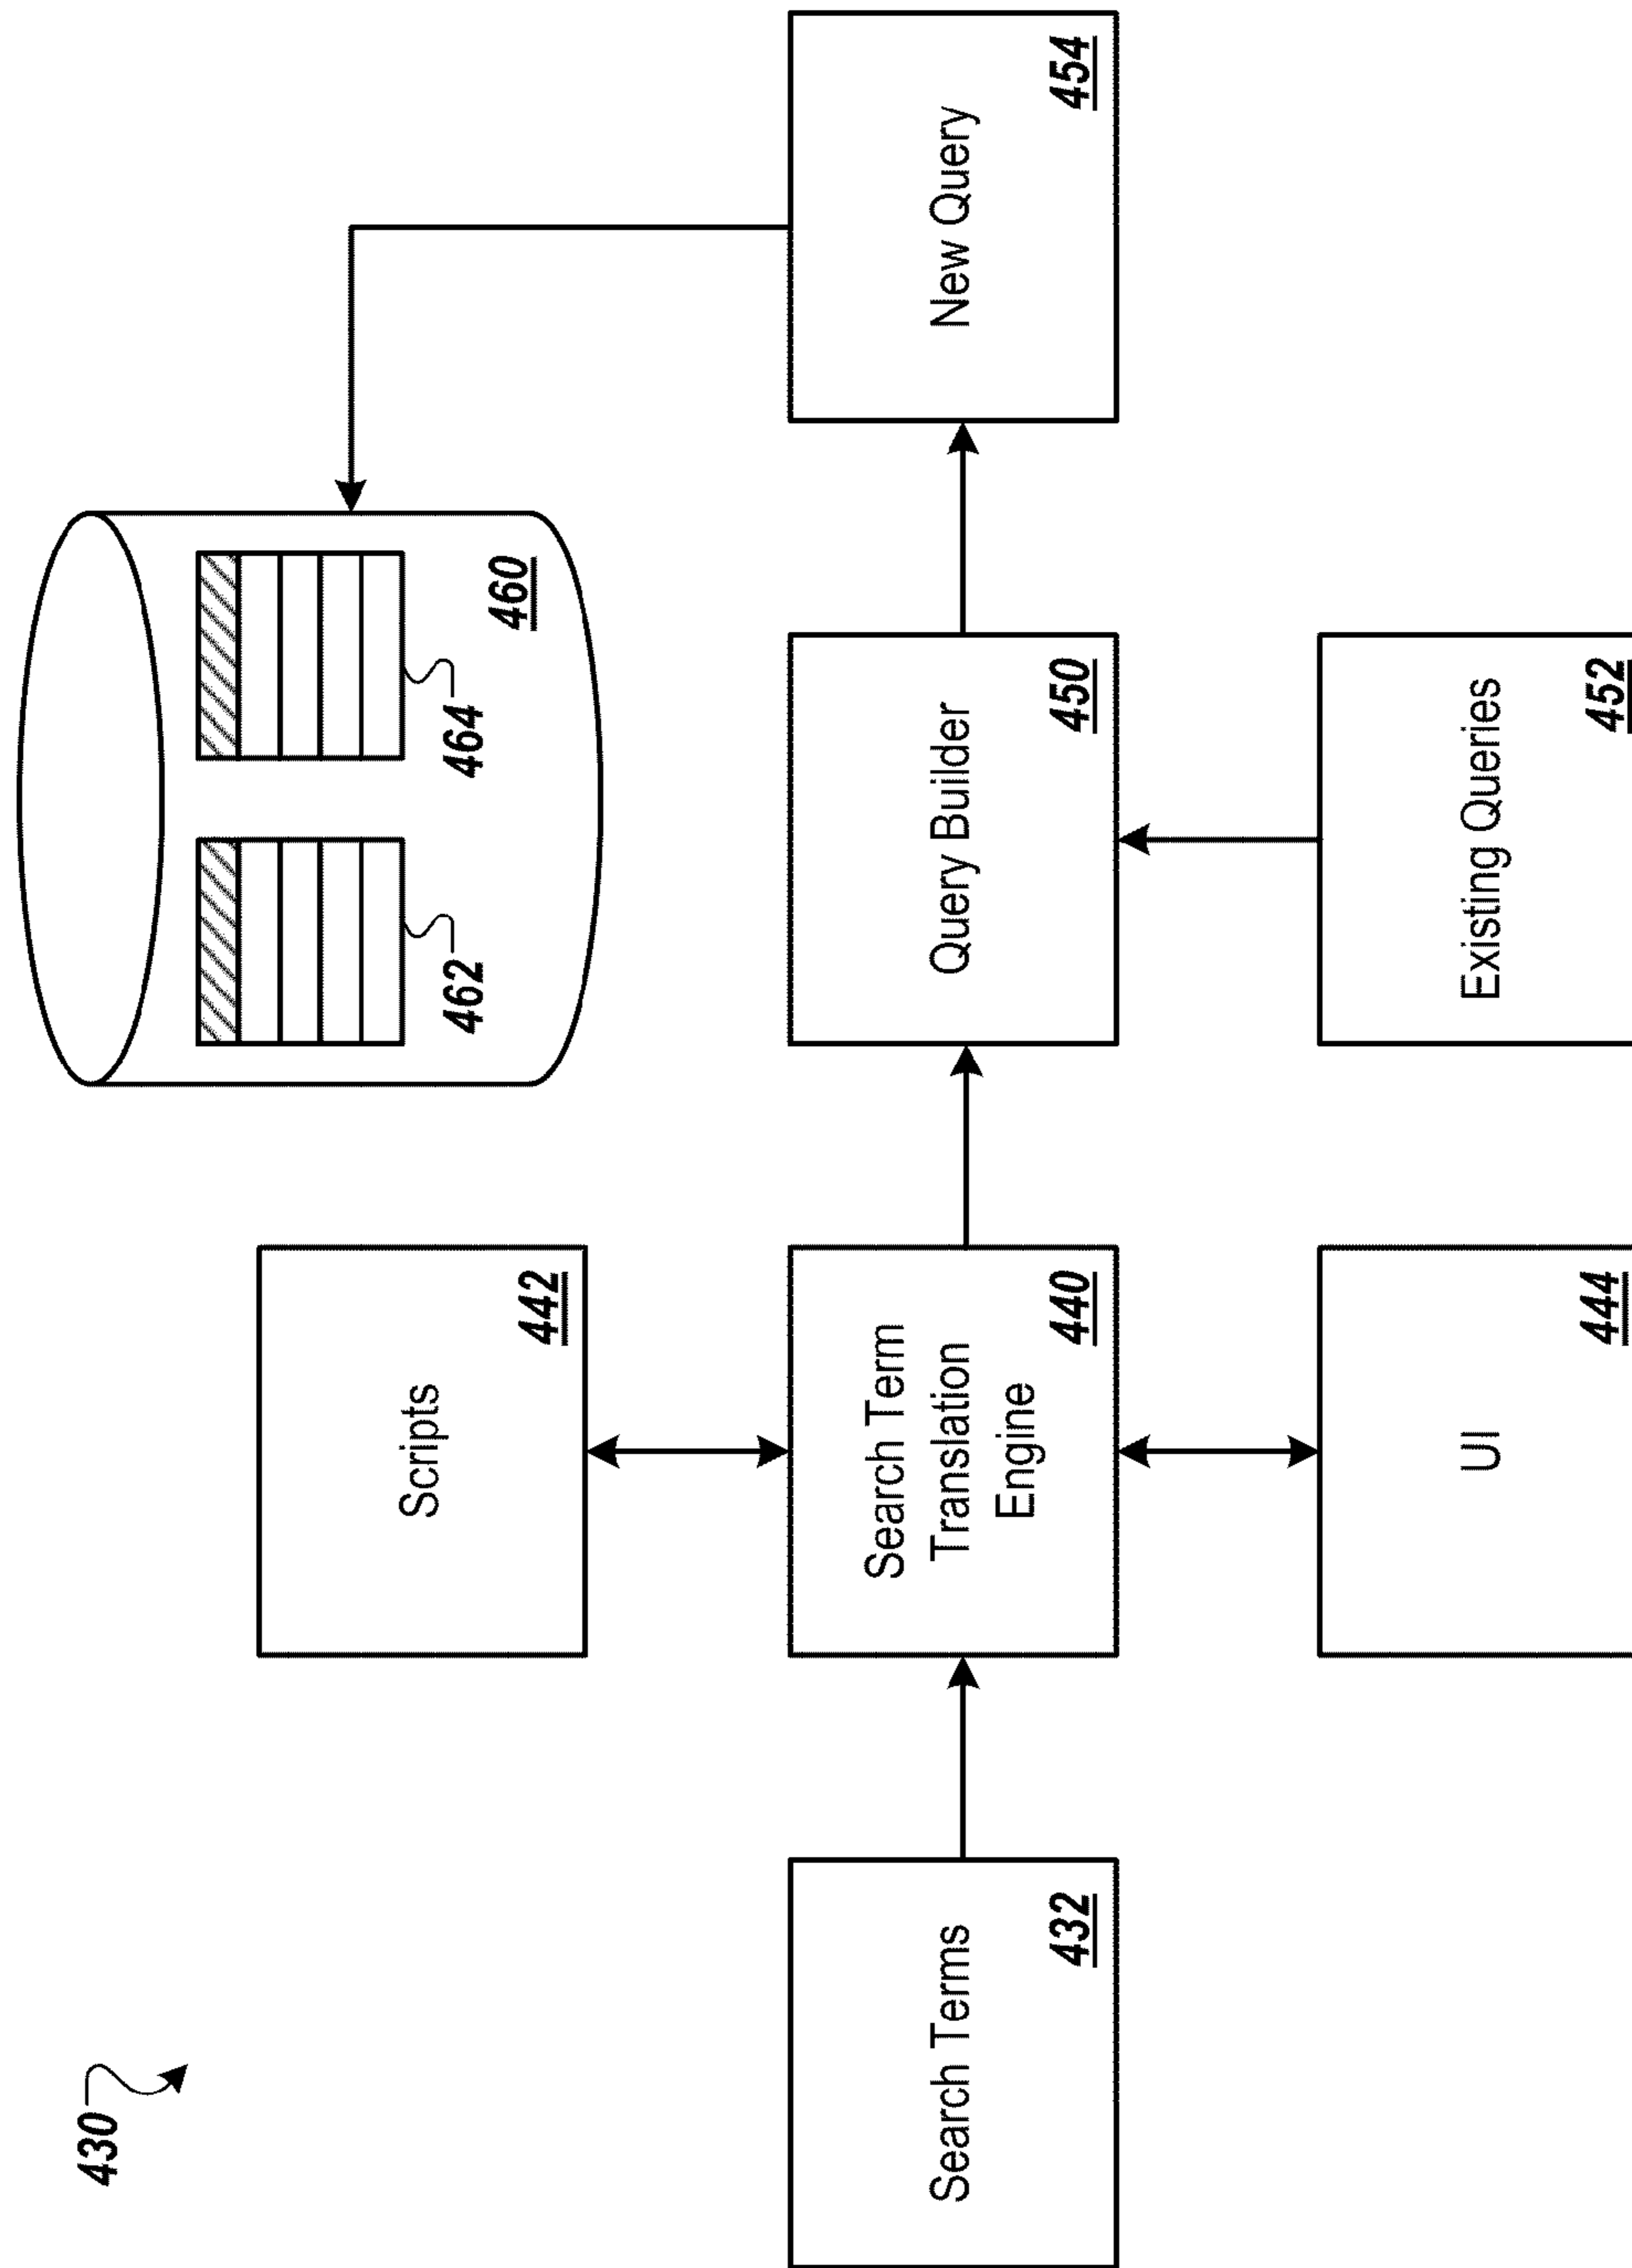 430
Search Terms
432
Scripts
442
Search Term
Translation
Engine
440
UI
444
462
464
460
Query Builder
450
Existing Queries
452
New Query
454